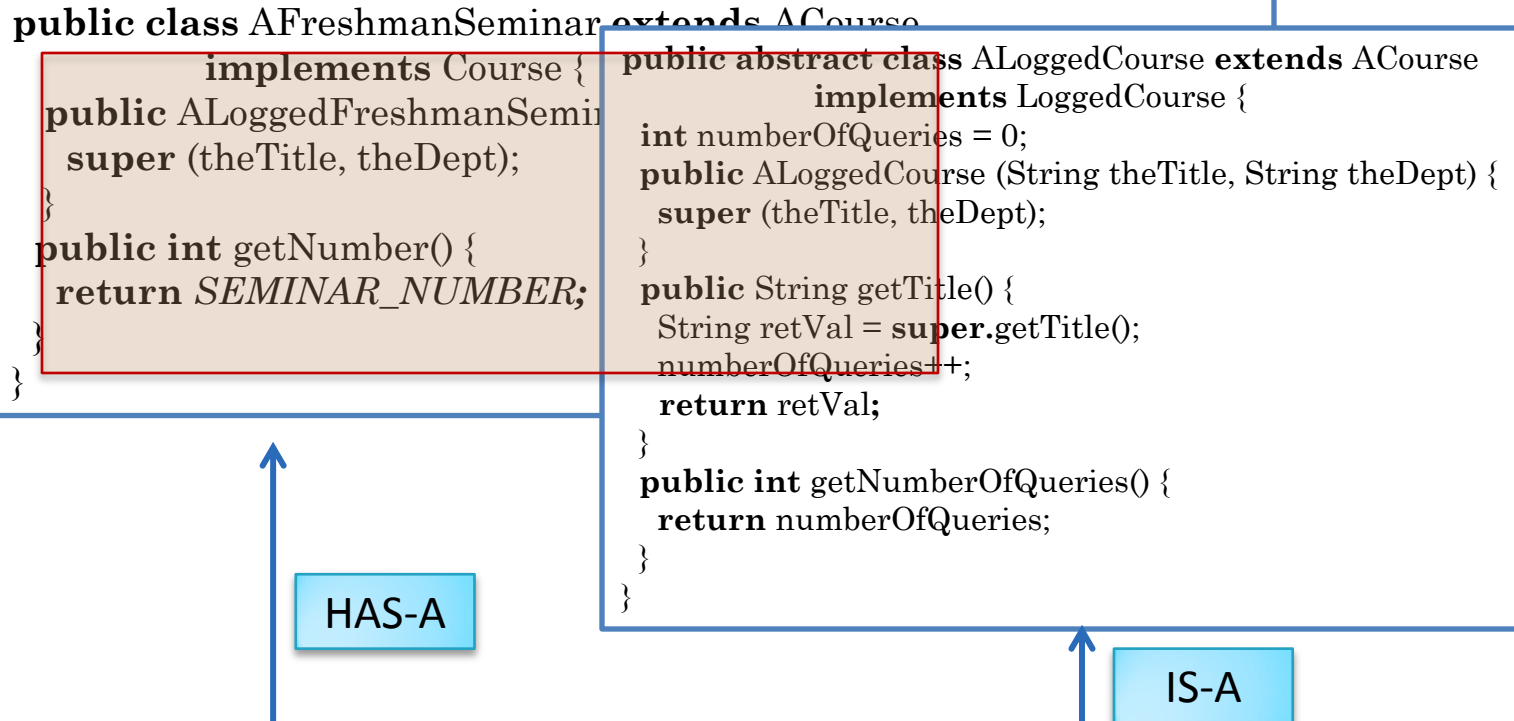 public class AFreshmanSeminar extends ACourse
implements Course {
public ALoggedFreshmanSemi
super (theTitle, theDept);
}
public int getNumber() {
return SEMINAR_NUMBER;
}
}
public abstract class ALoggedCourse extends ACourse
implements LoggedCourse {
int numberOfQueries = 0;
public ALoggedCourse (String theTitle, String theDept) {
super (theTitle, theDept);
}
public String getTitle() {
String retVal = super.getTitle();
numberOfQueries++;
return retVal;
}
public int getNumberOfQueries() {
return numberOfQueries;
}
}
HAS-A
IS-A